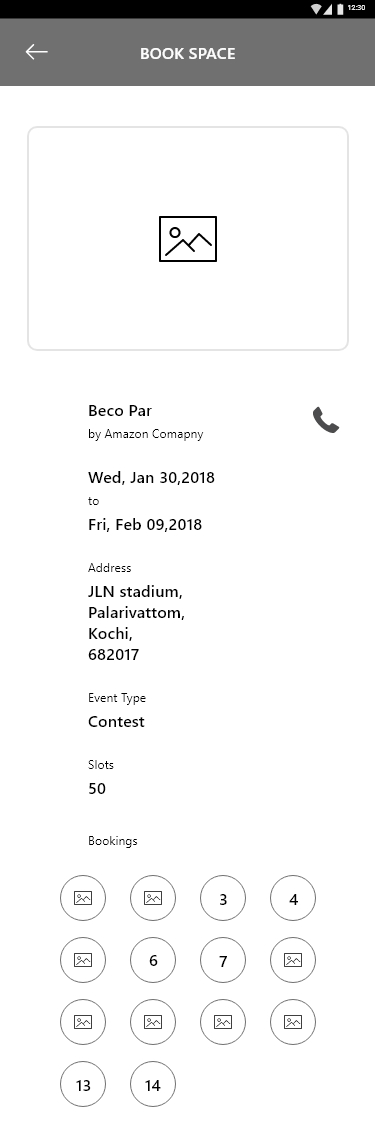 12:30
BOOK SPACE
Beco Par
by Amazon Comapny
Wed, Jan 30,2018
to
Fri, Feb 09,2018
Address
JLN stadium,
Palarivattom,
Kochi,
682017
Event Type
Contest
Slots
50
Bookings
3 4
6 7
13 14